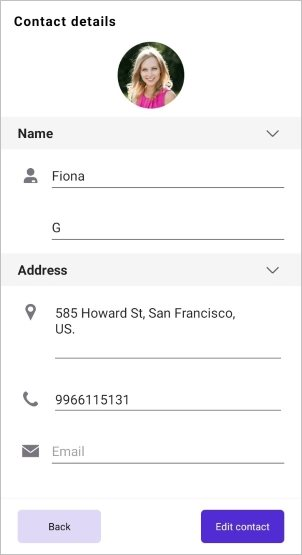 Contact details
Name
Fiona
G
Address
585 Howard St, San Francisco,
US.
9966115131
Email
Back
Edit contact